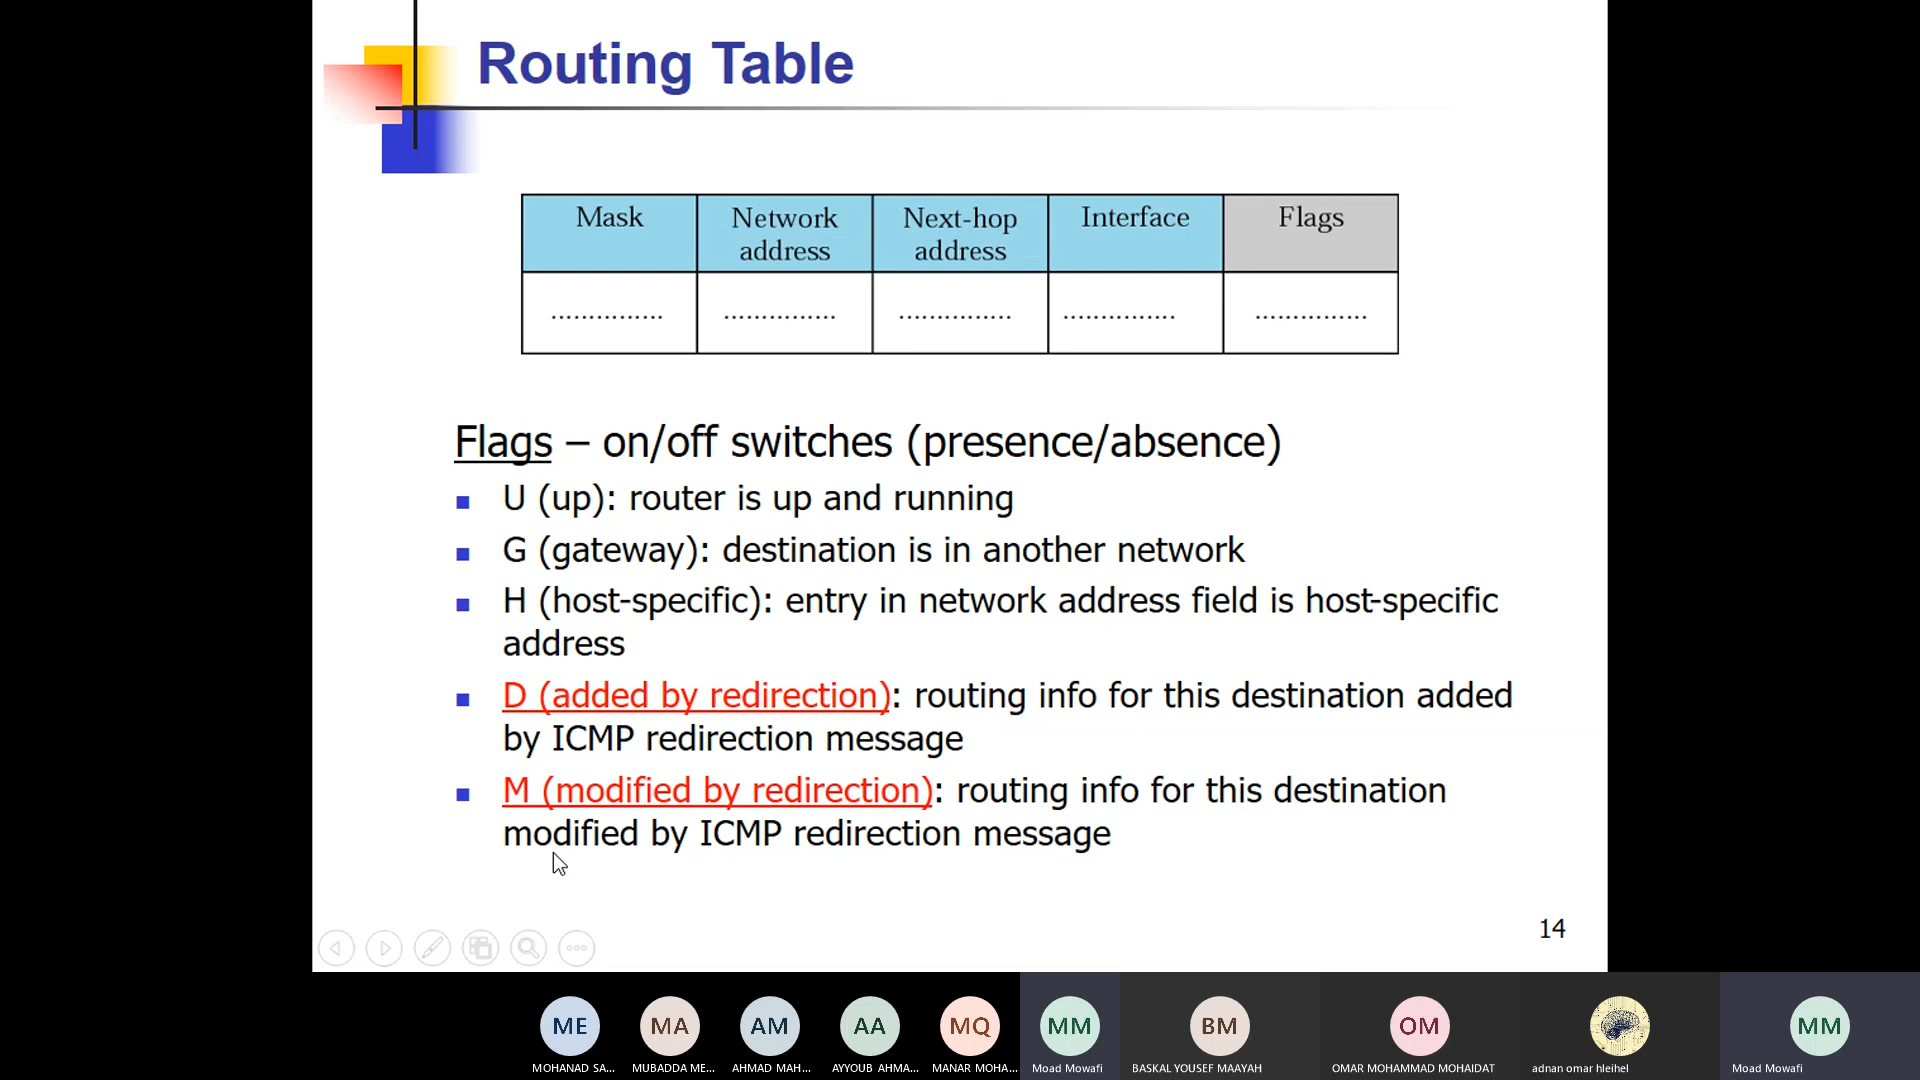 Routing Table
Mask
Network
address
Next-hop
address
Interface
Flags
............... ............... ............... ............... ...............
Flags – on/off switches (presence/absence)
U (up): router is up and running
G (gateway): destination is in another network
H (host-specific): entry in network address field is host-specific
address
D (added by redirection): routing info for this destination added
by ICMP redirection message
M (modified by redirection): routing info for this destination
modified by ICMP redirection message
14
ME MA AM AA MQ MM BM OM MM
MOHANAD SA... MUBADDA ME... AHMAD MAH... AYYOUB AHMA... MANAR MOHA... Moad Mowafi BASKAL YOUSEF MAAYAH OMAR MOHAMMAD MOHAIDAT adnan omar hleihel Moad Mowafi